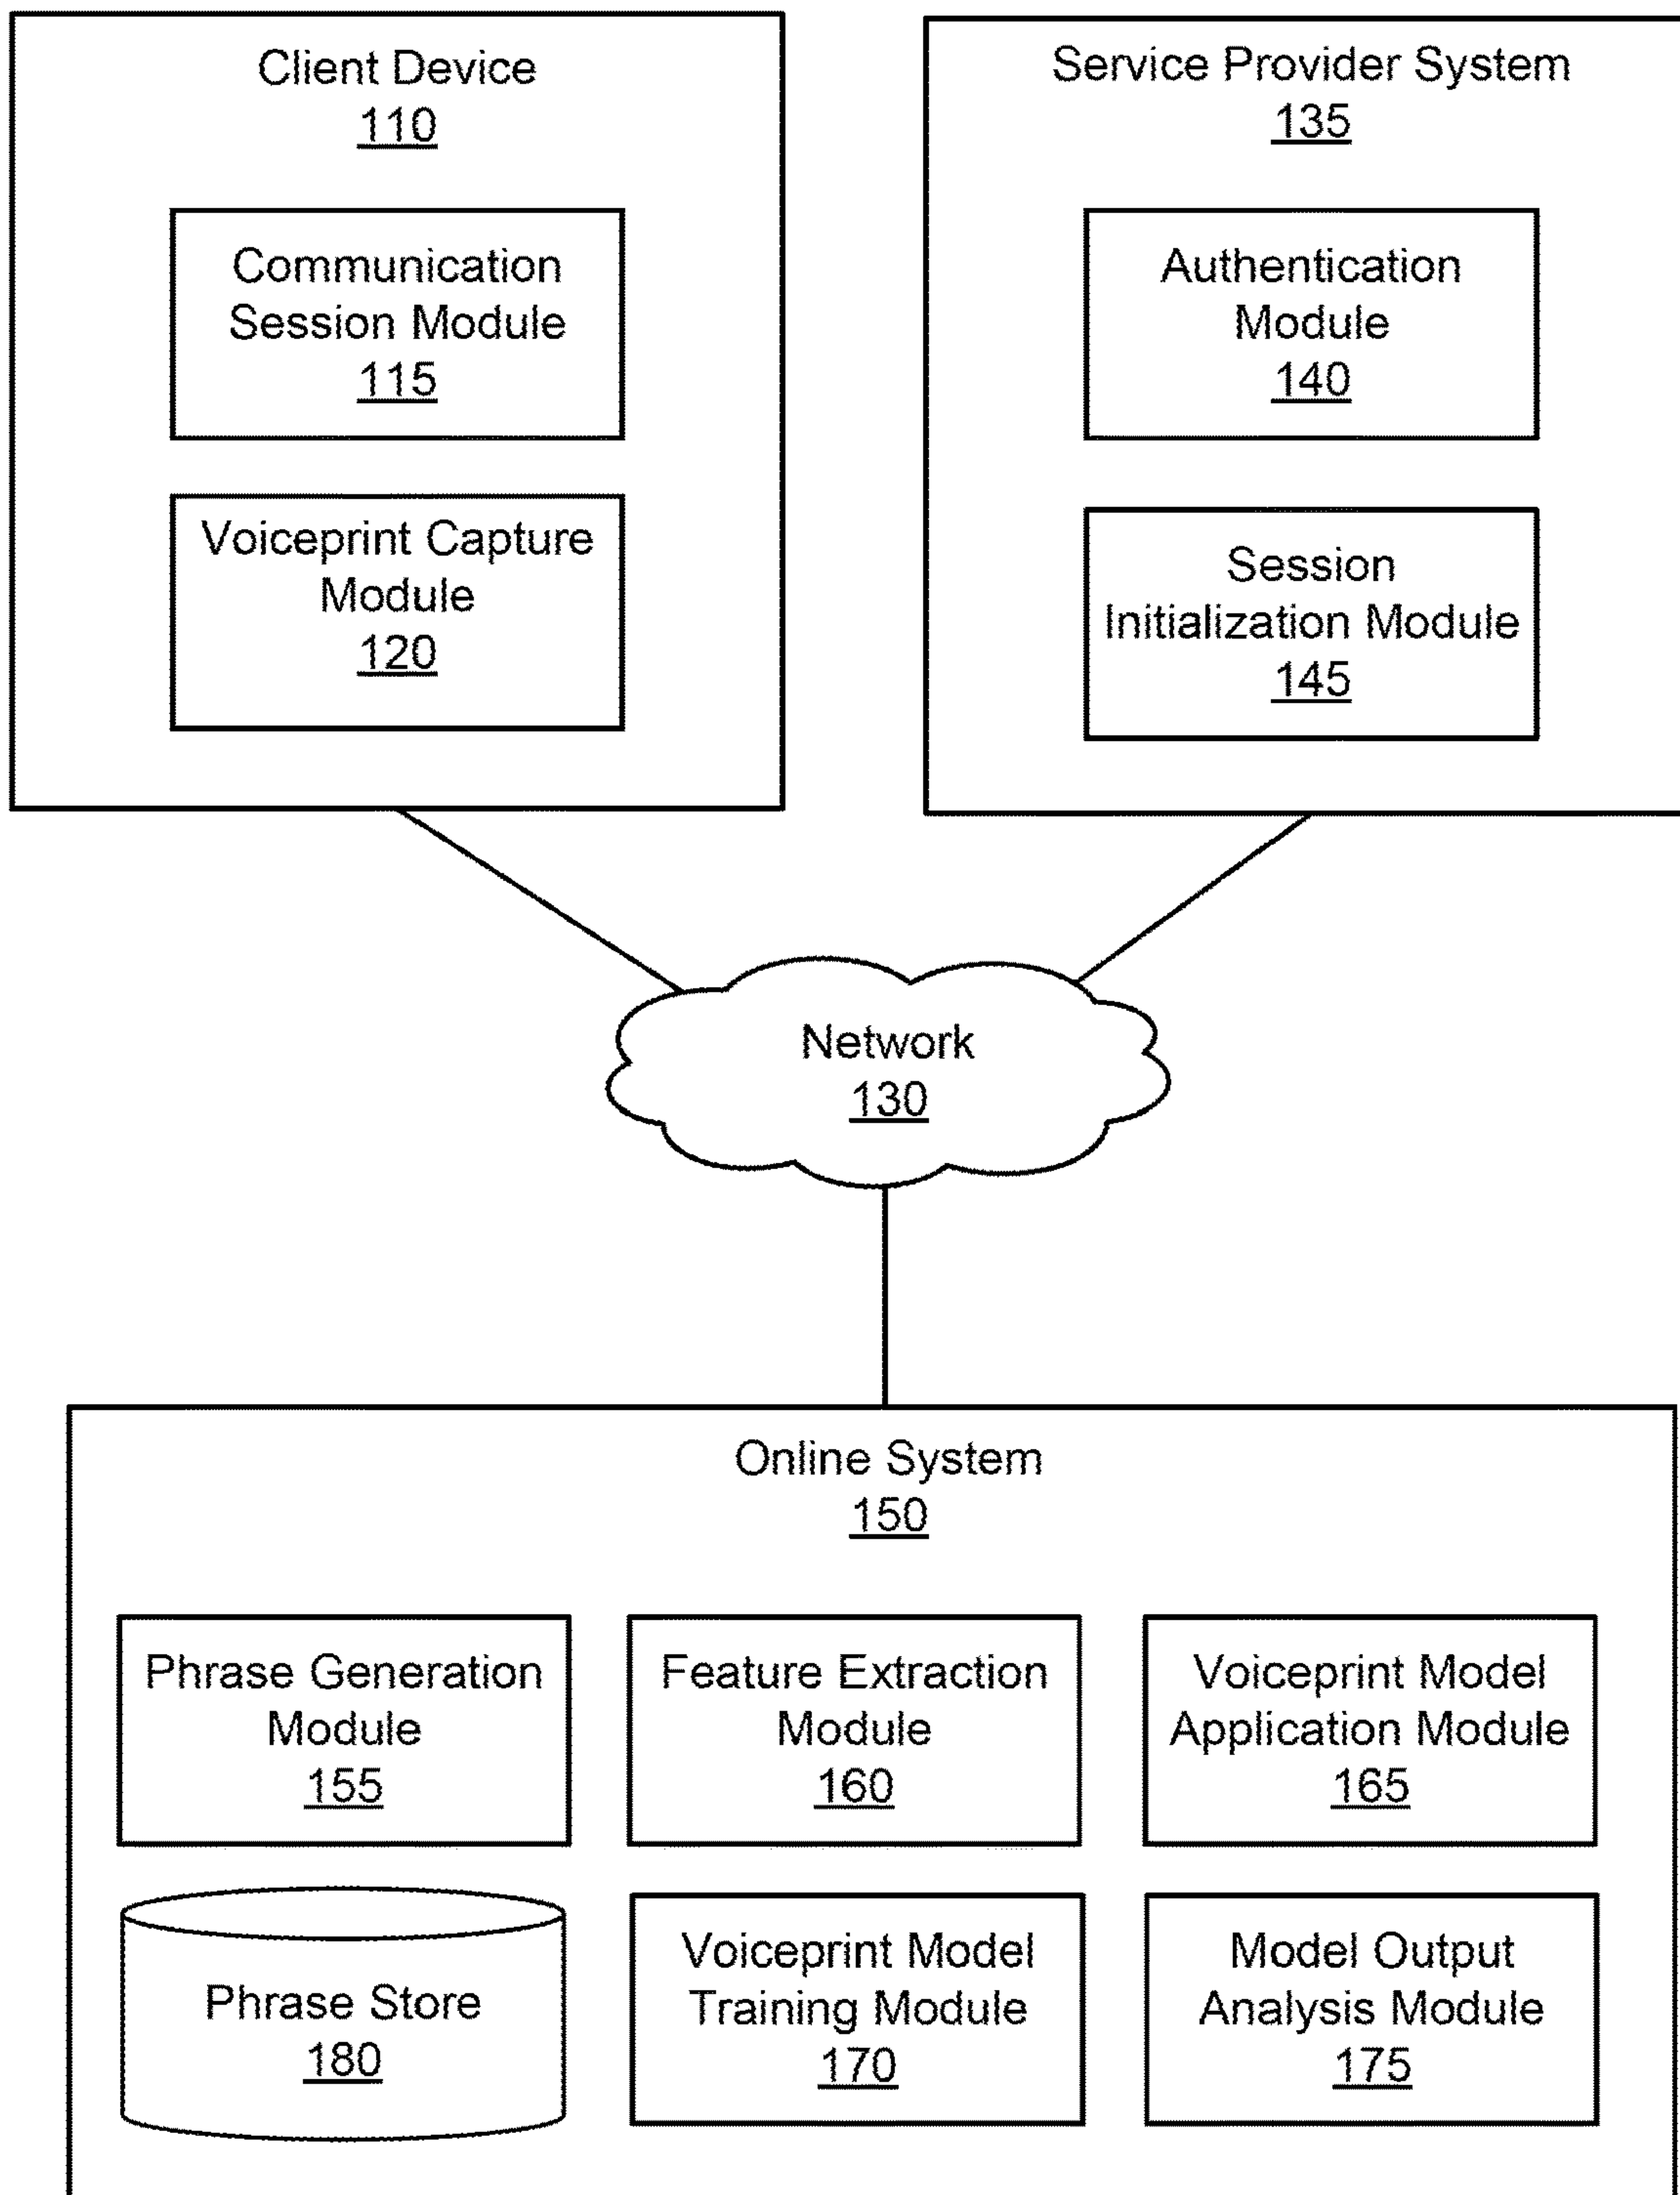 Client Device
110
Communication
Session Module
115
Voiceprint Capture
Module
120
Service Provider System
135
Authentication
Module
140
Session
Initialization Module
145
Network
130
Online System
150
Phrase Generation
Module
155
Feature Extraction
Module
160
Voiceprint Model
Application Module
165
Phrase Store
180
Voiceprint Model
Training Module
170
Model Output
Analysis Module
175